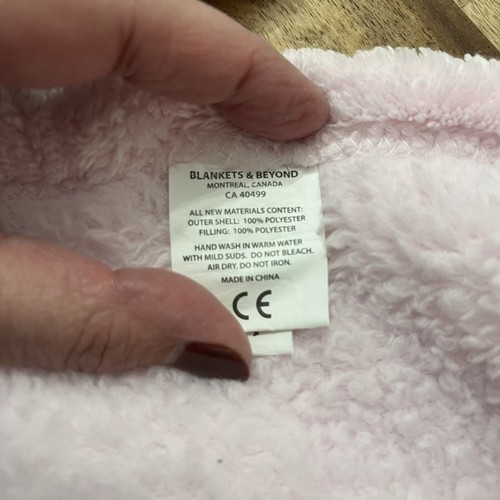 BLANKETS & BEYOND
MONTREAL, CANADA
CA 40499
ALL NEW MATERIALS CONTENT:
OUTER SHELL: 100% POLYESTER
FILLING: 100% POLYESTER
HAND WASH IN WARM WATER
WITH MILD SUDS. DO NOT BLEACH.
AIR DRY. DO NOT IRON.
MADE IN CHINA
CE